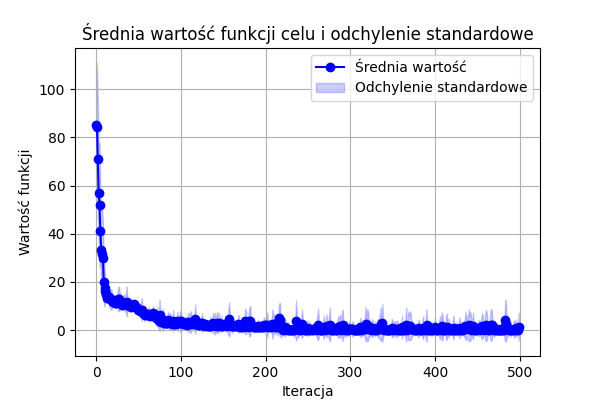 Średnia wartość funkcji celu i odchylenie standardowe
Średnia wartość
Odchylenie standardowe
Wartość funkcji
100
80
60
40
20
0
0 100 200 300 400 500
Iteracja